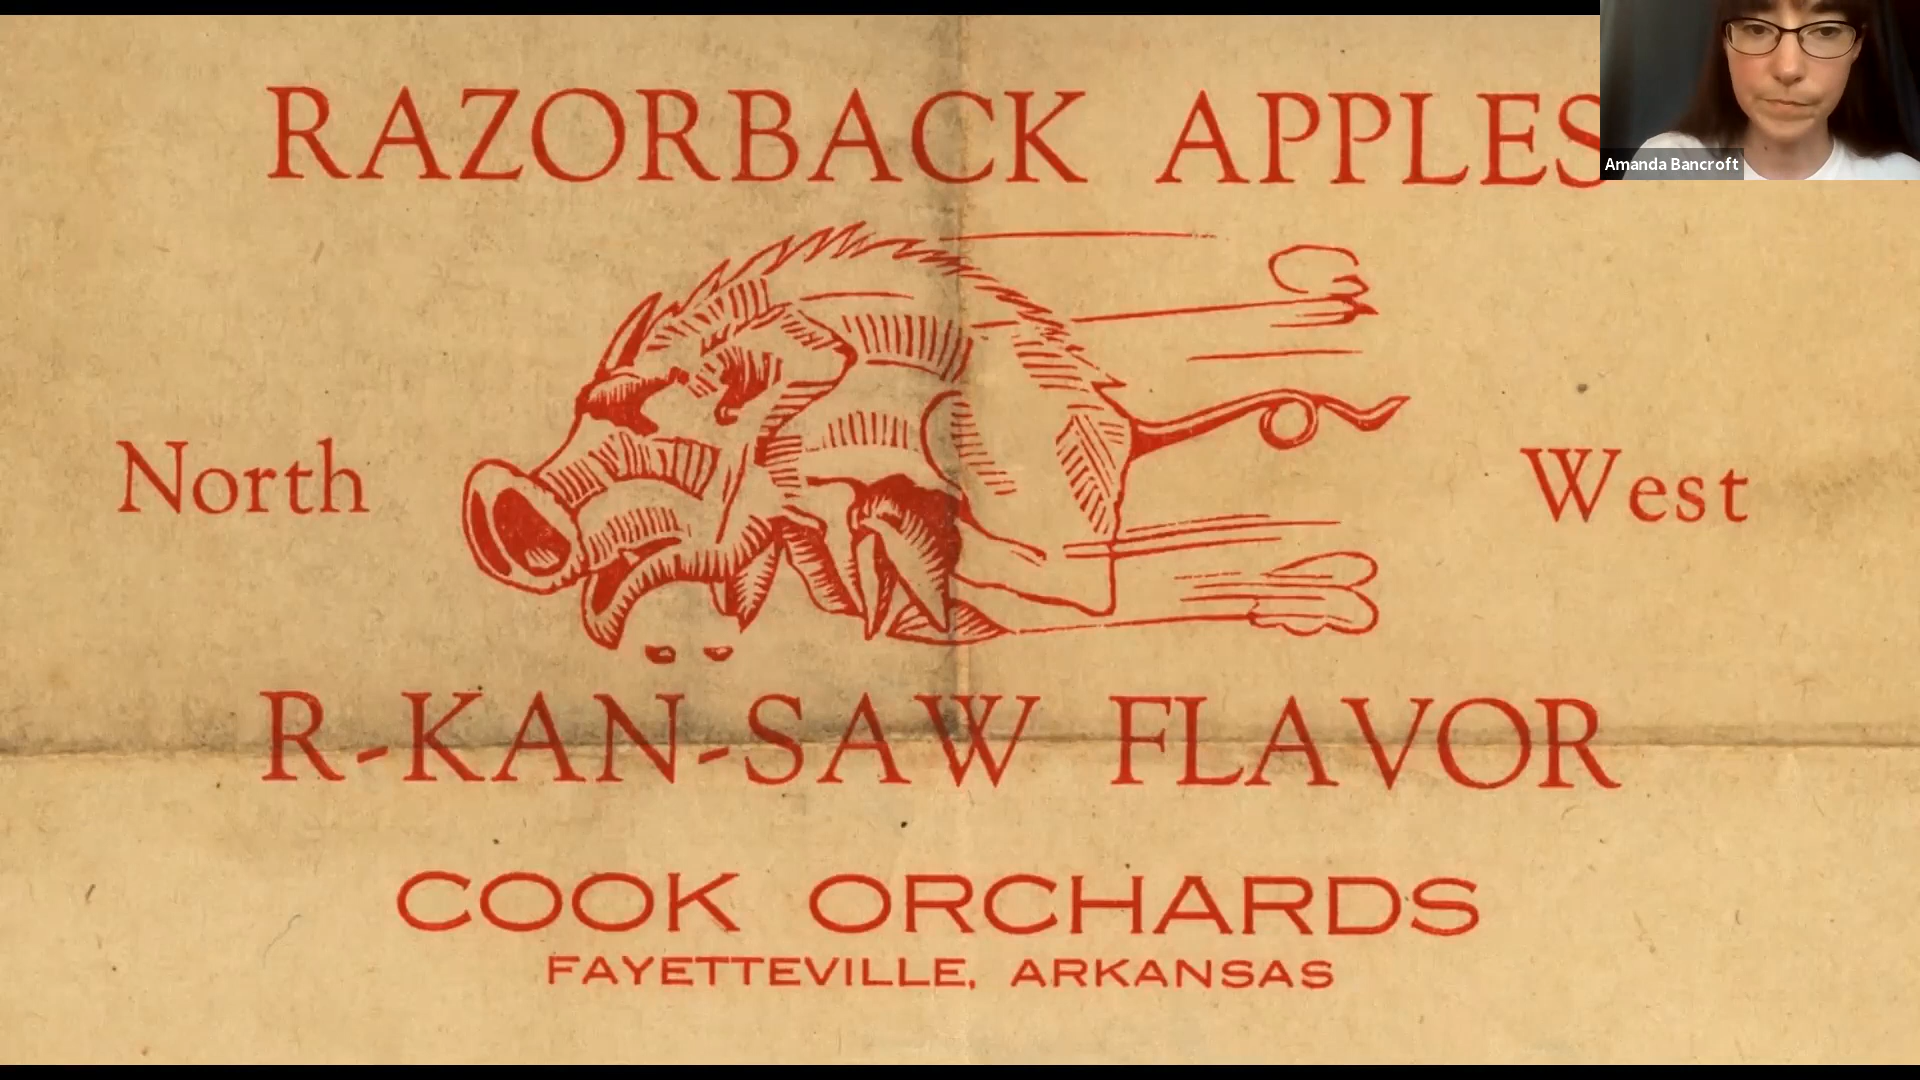 RAZORBACK APPLES
Amanda Bancroft
North West
R-KAN-SAW FLAVOR
COOK ORCHARDS
FAYETTEVILLE, ARKANSAS